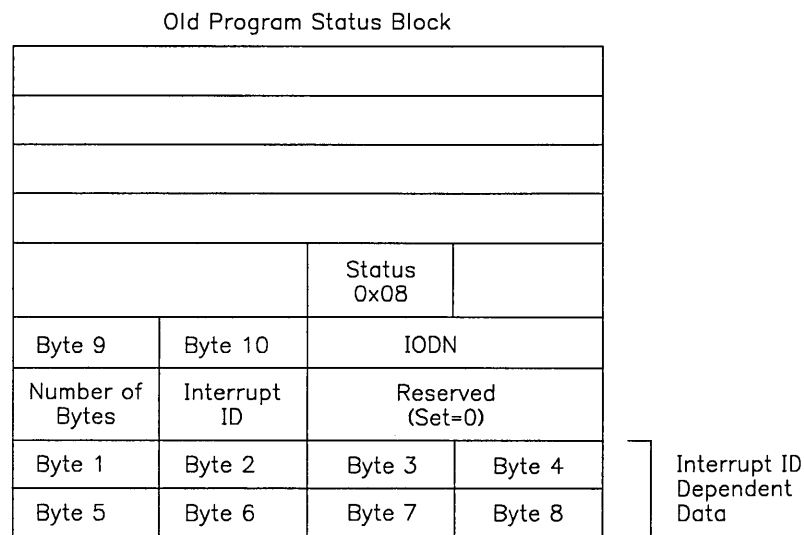 Old Program Status Block
Status
0x08
Byte 9
Byte 10
IODN
Number of
Bytes
Interrupt
ID
Reserved
(Set=0)
Byte 1
Byte 2
Byte 3
Byte 4
Interrupt ID
Dependent
Data
Byte 5
Byte 6
Byte 7
Byte 8